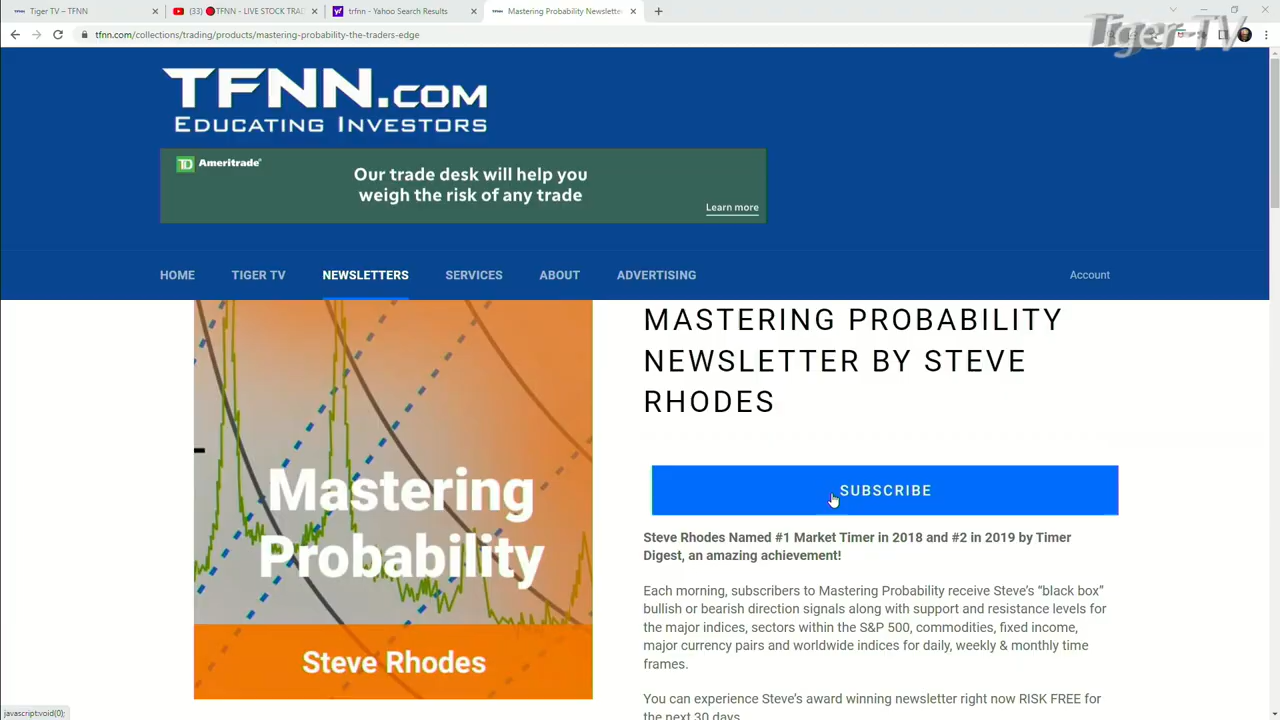 Tiger TV – TFNN
(33) 🔴TFNN - LIVE STOCK TRA
trfnn - Yahoo Search Results
Mastering Probability Newslette
tfnn.com/collections/trading/products/mastering-probability-the-traders-edge
Tiger TV
TFNN.COM
EDUCATING INVESTORS
TD Ameritrade®
Our trade desk will help you
weigh the risk of any trade
Learn more
HOME TIGER TV NEWSLETTERS SERVICES ABOUT ADVERTISING Account
MASTERING PROBABILITY
NEWSLETTER BY STEVE
RHODES
Mastering
Probability
Steve Rhodes
SUBSCRIBE
Steve Rhodes Named #1 Market Timer in 2018 and #2 in 2019 by Timer
Digest, an amazing achievement!
Each morning, subscribers to Mastering Probability receive Steve's “black box”
bullish or bearish direction signals along with support and resistance levels for
the major indices, sectors within the S&P 500, commodities, fixed income,
major currency pairs and worldwide indices for daily, weekly & monthly time
frames.
You can experience Steve's award winning newsletter right now RISK FREE for
the next 30 days
javascript:void(0);